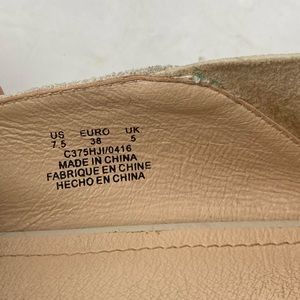 US EURO UK
7.5 38 5
C375HJI/0416
MADE IN CHINA
FABRIQUE EN CHINE
HECHO EN CHINA